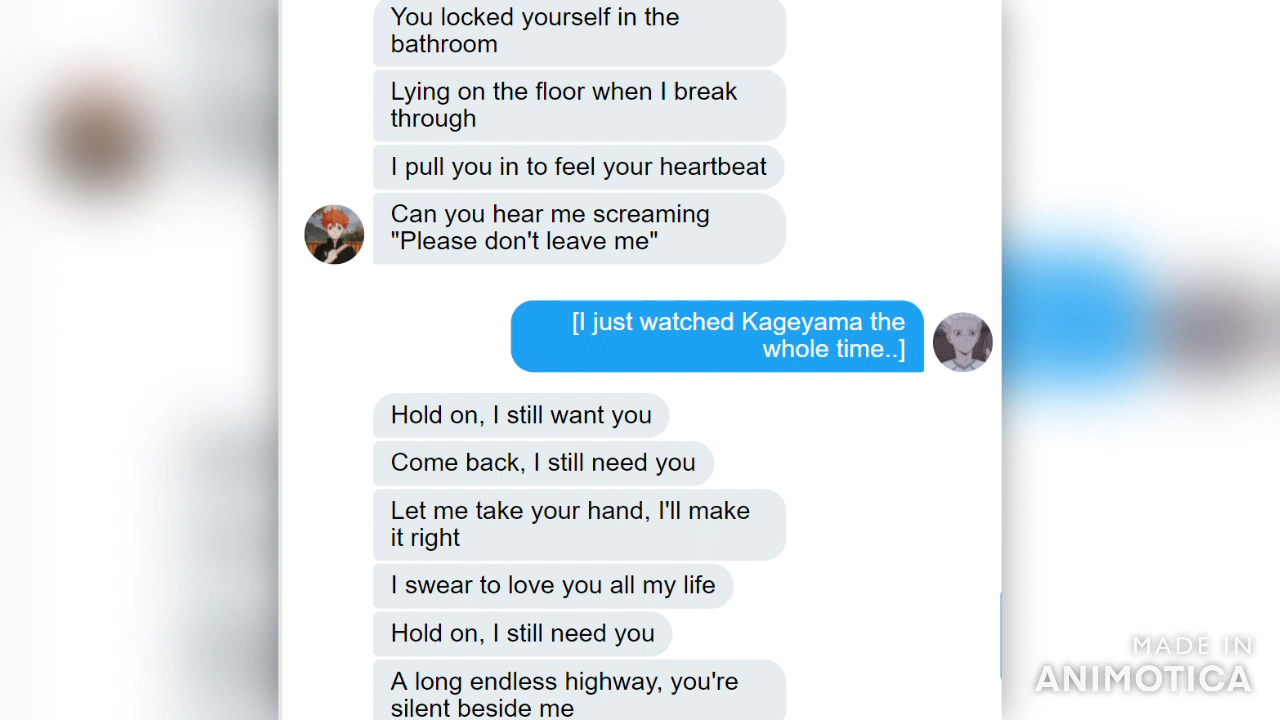 You locked yourself in the
bathroom
Lying on the floor when I break
through
I pull you in to feel your heartbeat
Can you hear me screaming
"Please don't leave me"
[I just watched Kageyama the
whole time..]
Hold on, I still want you
Come back, I still need you
Let me take your hand, I'll make
it right
I swear to love you all my life
Hold on, I still need you
A long endless highway, you're
silent beside me
MADE IN
ANIMOTICA